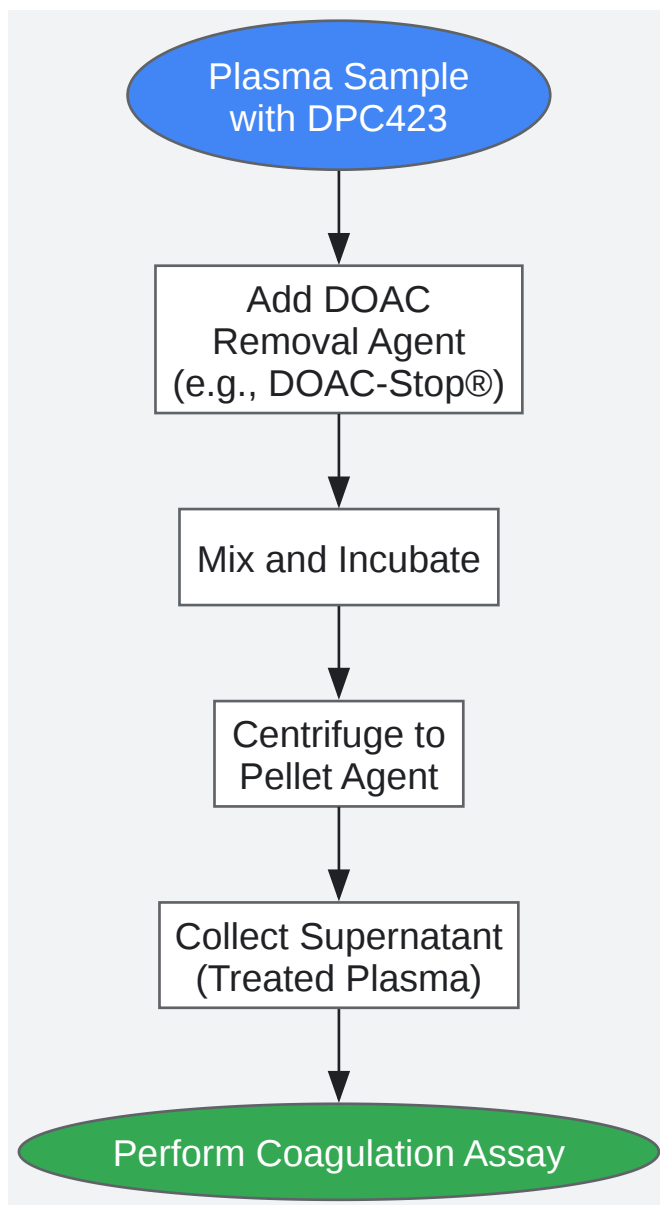 Plasma Sample
with DPC423
Add DOAC
Removal Agent
(e.g., DOAC-Stop®)
Mix and Incubate
Centrifuge to
Pellet Agent
Collect Supernatant
(Treated Plasma)
Perform Coagulation Assay